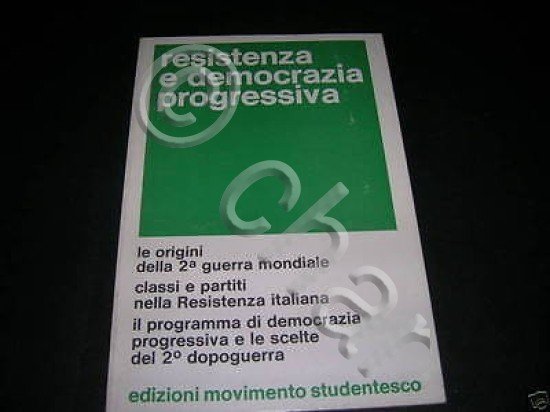 resistenza
e democrazia
progressiva
le origini
della 2ª guerra mondiale
classi e partiti
nella Resistenza italiana
il programma di democrazia
progressiva e le scelte
del 2º dopoguerra
edizioni movimento studentesco